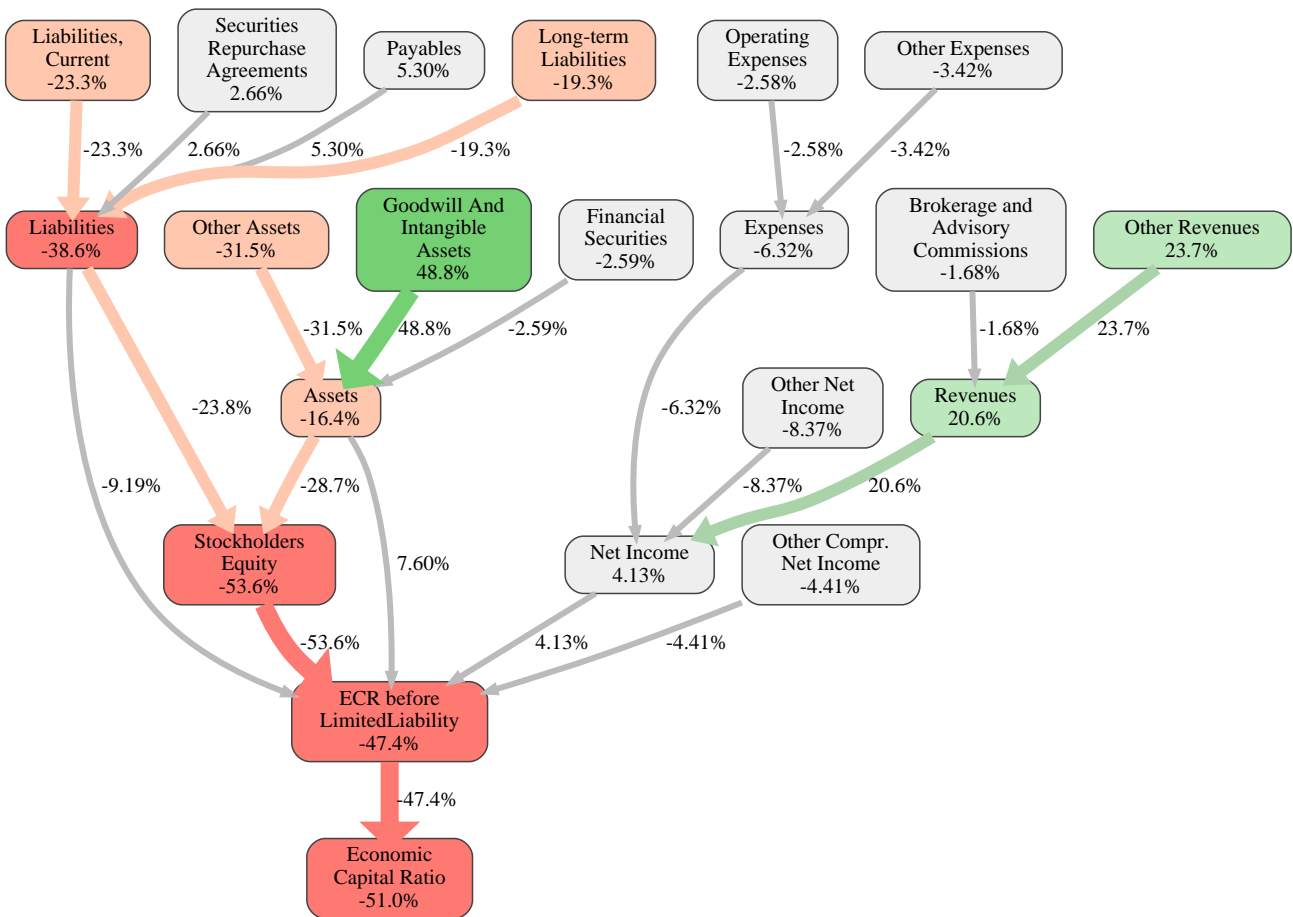 Liabilities,
Current
-23.3%
Securities
Repurchase
Agreements
2.66%
Payables
5.30%
Long-term
Liabilities
-19.3%
Operating
Expenses
-2.58%
Other Expenses
-3.42%
-23.3%
2.66%
5.30%
-19.3%
-2.58%
-3.42%
Liabilities
-38.6%
Other Assets
-31.5%
Goodwill And
Intangible
Assets
48.8%
Financial
Securities
-2.59%
Expenses
-6.32%
Brokerage and
Advisory
Commissions
-1.68%
Other Revenues
23.7%
-31.5%
48.8%
-2.59%
-1.68%
23.7%
Assets
-16.4%
Other Net
Income
-8.37%
Revenues
20.6%
-23.8%
-6.32%
-9.19%
-28.7%
-8.37%
20.6%
Stockholders
Equity
-53.6%
7.60%
Net Income
4.13%
Other Compr.
Net Income
-4.41%
-53.6%
4.13%
-4.41%
ECR before
LimitedLiability
-47.4%
-47.4%
Economic
Capital Ratio
-51.0%